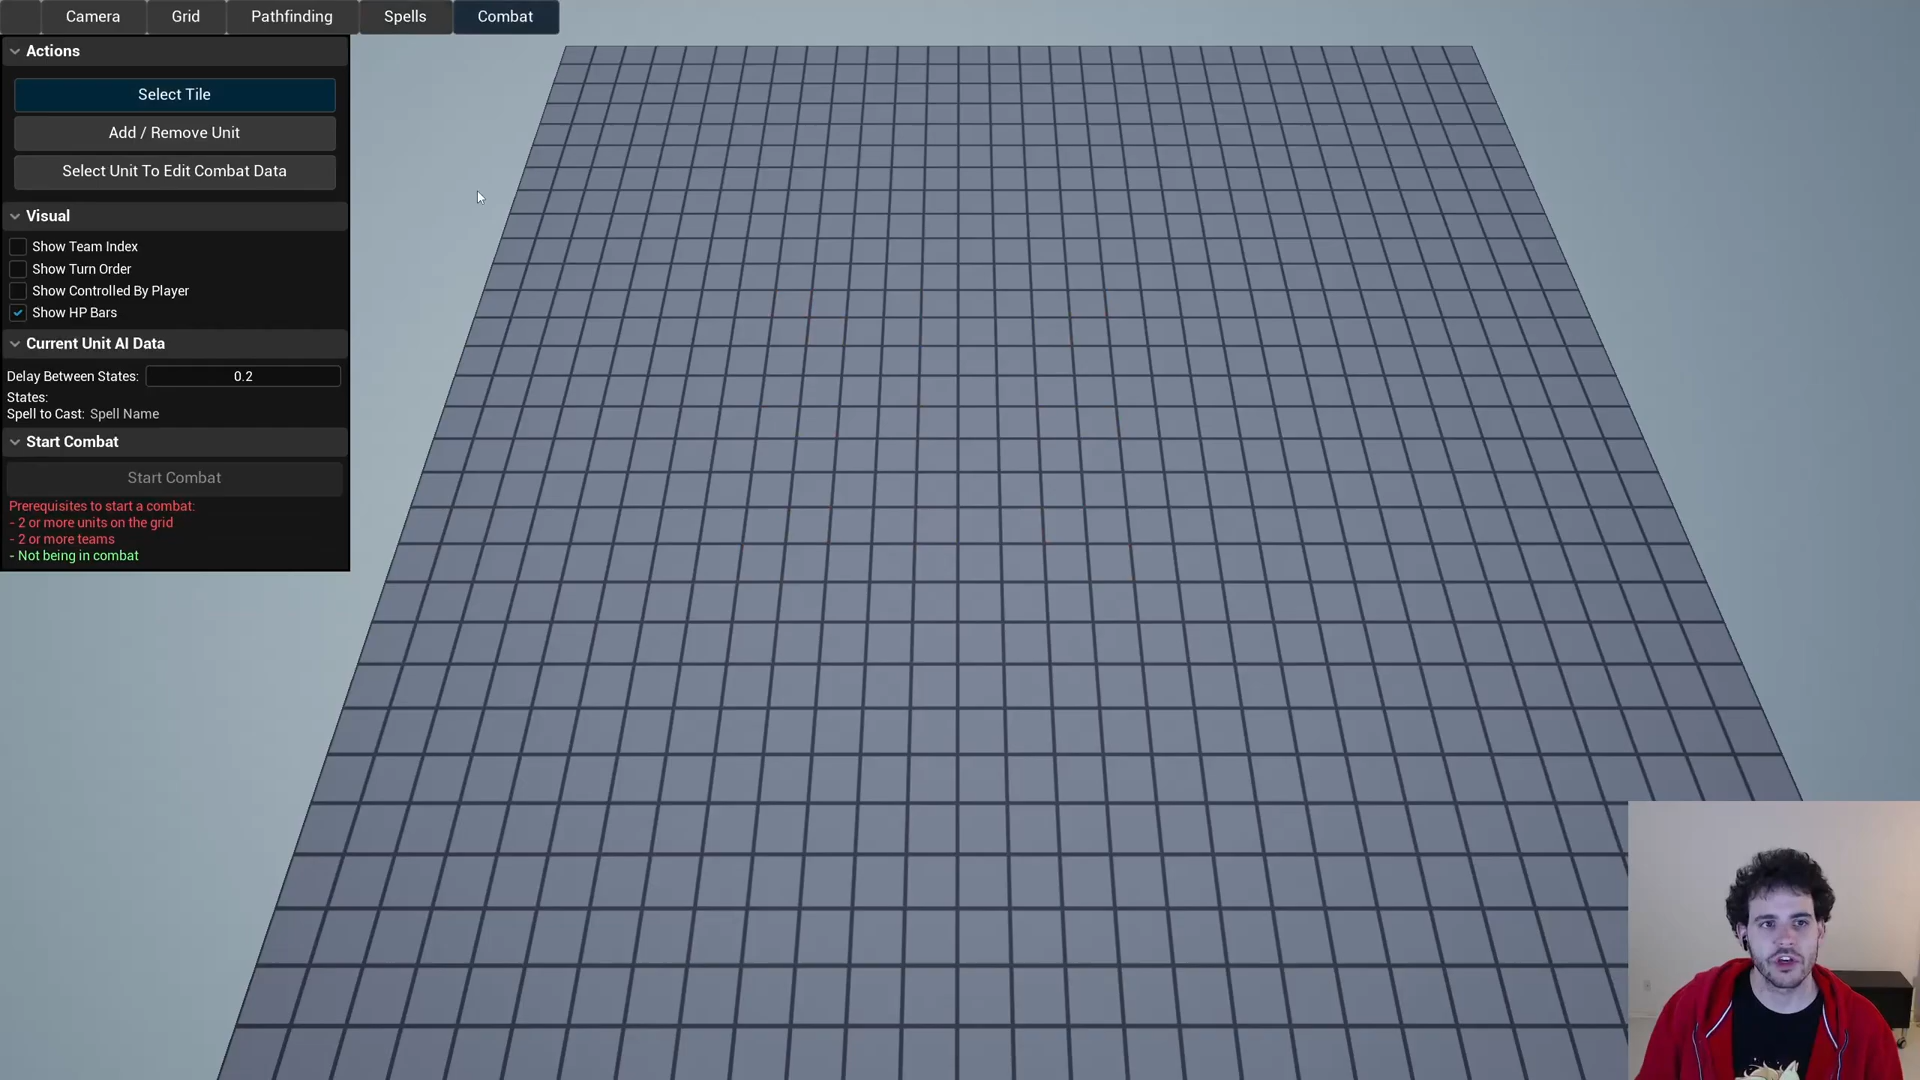 Camera
Grid
Pathfinding
Spells
Combat
Actions
Select Tile
Add / Remove Unit
Select Unit To Edit Combat Data
Visual
Show Team Index
Show Turn Order
Show Controlled By Player
Show HP Bars
Current Unit AI Data
Delay Between States: 0.2
States:
Spell to Cast: Spell Name
Start Combat
Start Combat
Prerequisites to start a combat:
- 2 or more units on the grid
- 2 or more teams
- Not being in combat